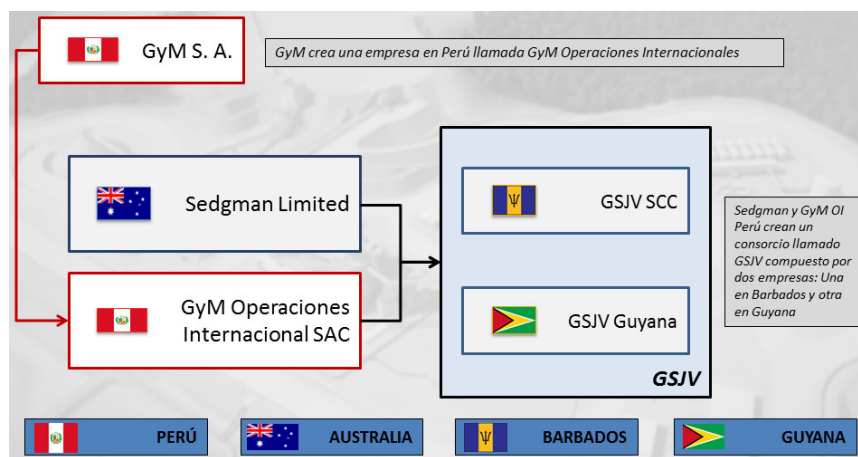 GyM S. A.
GyM crea una empresa en Perú llamada GyM Operaciones Internacionales
Sedgman Limited
GyM Operaciones
Internacional SAC
GSJV SCC
GSJV Guyana
GSJV
Sedgman y GyM OI
Perú crean un
consorcio llamado
GSJV compuesto por
dos empresas: Una
en Barbados y otra
en Guyana
PERÚ
AUSTRALIA
BARBADOS
GUYANA